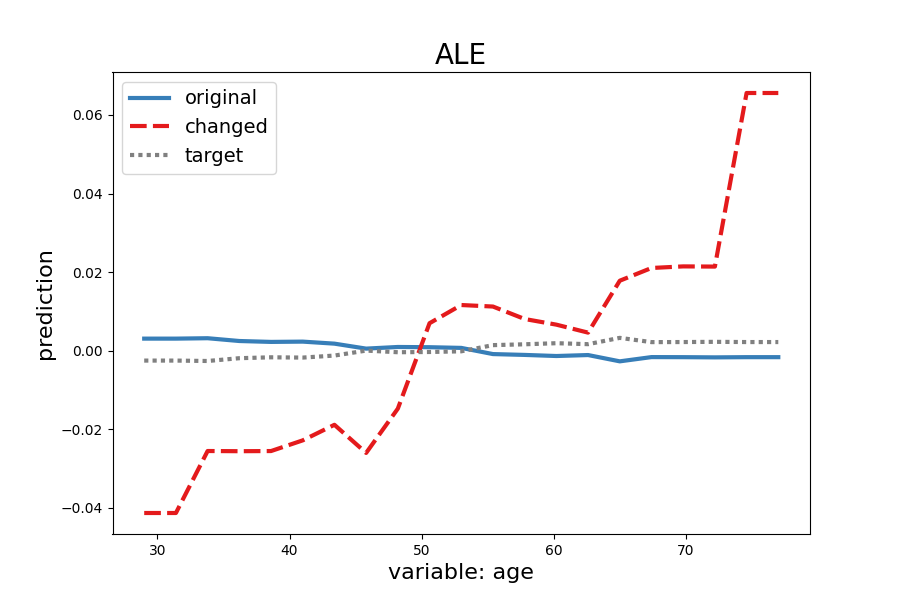 ALE
original
changed
target
prediction
0.06
0.04
0.02
0.00
−0.02
−0.04
30 40 50 60 70
variable: age